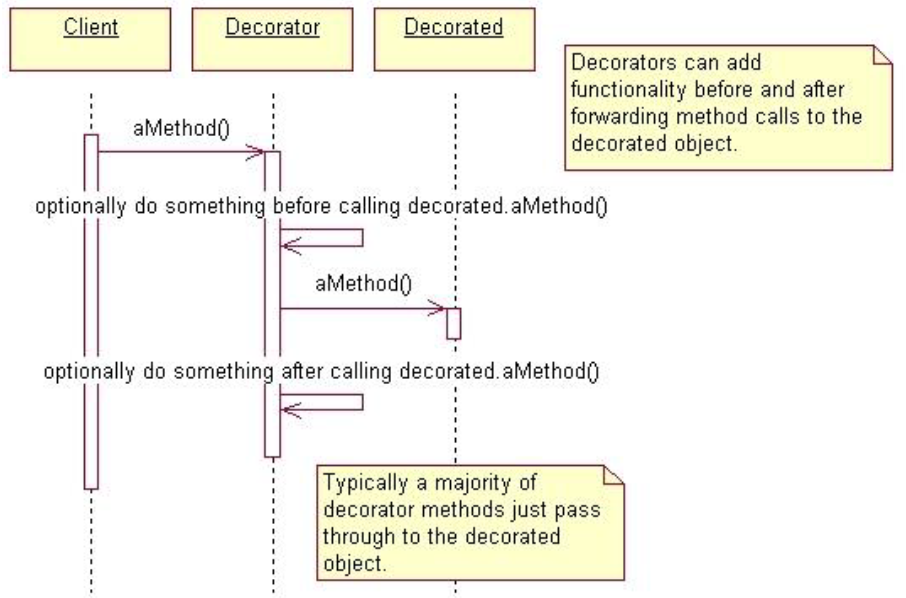 Client
Decorator
Decorated
Decorators can add
functionality before and after
forwarding method calls to the
decorated object.
aMethod()
optionally do something before calling decorated.aMethod()
aMethod()
optionally do something after calling decorated.aMethod()
Typically a majority of
decorator methods just pass
through to the decorated
object.